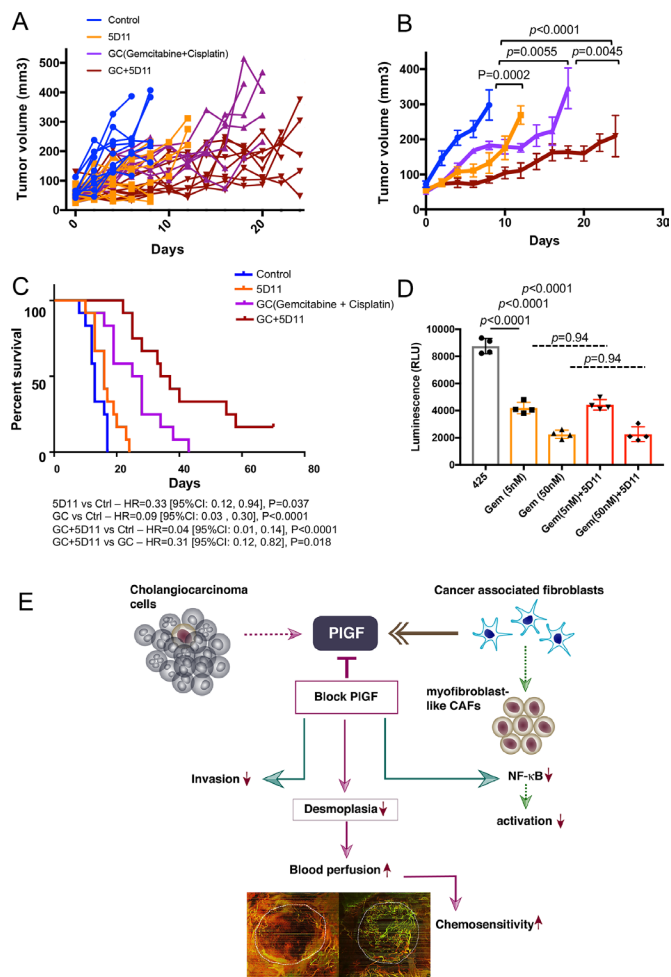 Control
5D11
GC(Gemcitabine+Cisplatin)
GC+5D11
A
Tumor volume (mm3)
500
400
300
200
100
0
0
10
20
Days
B
p<0.0001
p=0.0055
p=0.0045
P=0.0002
Tumor volume (mm3)
400
300
200
100
0
0
10
20
30
Days
C
Control
5D11
GC(Gemcitabine + Cisplatin)
GC+5D11
Percent survival
100
50
0
0
20
40
60
80
Days
5D11 vs Ctrl – HR=0.33 [95%CI: 0.12, 0.94], P=0.037
GC vs Ctrl – HR=0.09 [95%CI: 0.03 , 0.30], P<0.0001
GC+5D11 vs Ctrl – HR=0.04 [95%CI: 0.01, 0.14], P<0.0001
GC+5D11 vs GC – HR=0.31 [95%CI: 0.12, 0.82], P=0.018
D
p<0.0001
p<0.0001
p<0.0001
p=0.94
p=0.94
Luminescence (RLU)
10000
8000
6000
4000
2000
0
425
Gem (5nM)
Gem (50nM)
Gem(5nM)+5D11
Gem(50nM)+5D11
E
Cholangiocarcinoma
cells
PlGF
Cancer associated fibroblasts
Block PlGF
myofibroblast-
like CAFs
Invasion
NF-κB
Desmoplasia
activation
Blood perfusion
Chemosensitivity